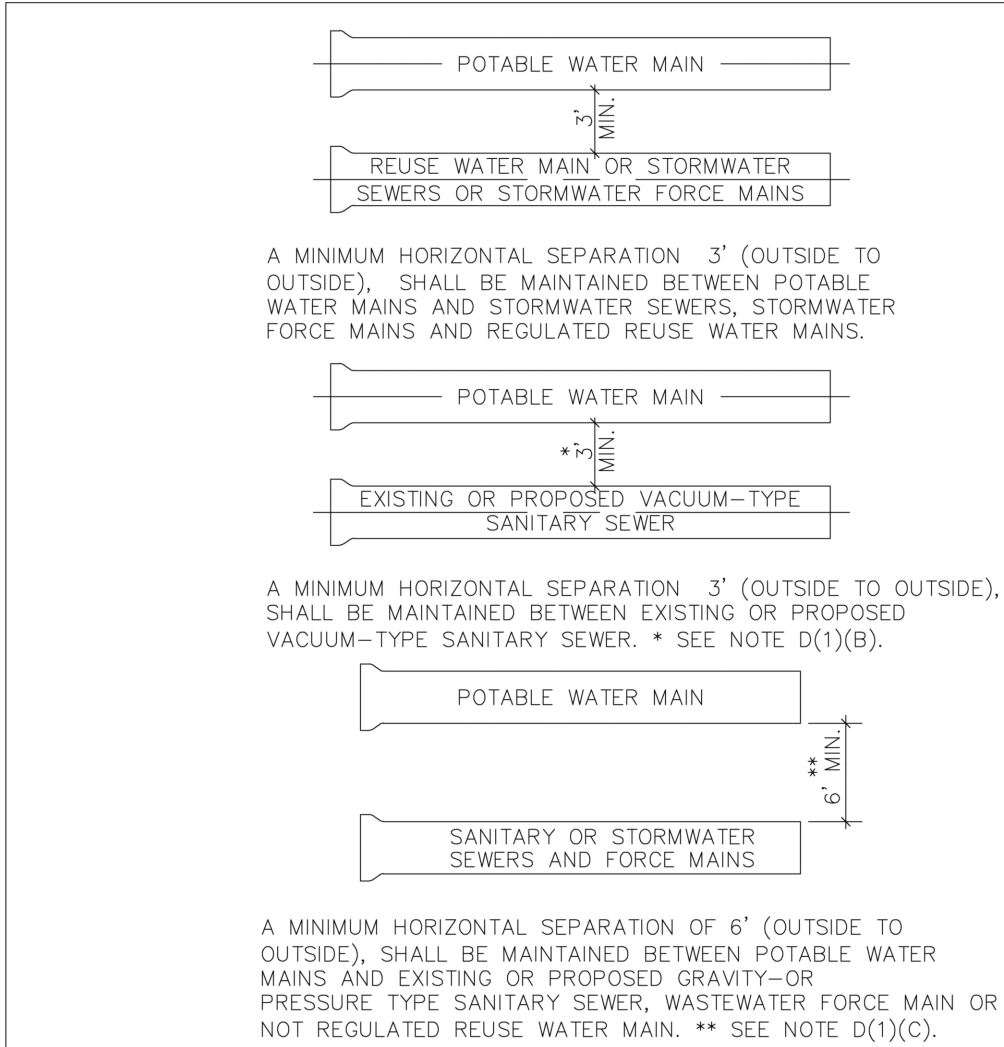 POTABLE WATER MAIN
3'
MIN.
REUSE WATER MAIN OR STORMWATER
SEWERS OR STORMWATER FORCE MAINS
A MINIMUM HORIZONTAL SEPARATION 3' (OUTSIDE TO
OUTSIDE), SHALL BE MAINTAINED BETWEEN POTABLE
WATER MAINS AND STORMWATER SEWERS, STORMWATER
FORCE MAINS AND REGULATED REUSE WATER MAINS.
POTABLE WATER MAIN
* 3'
MIN.
EXISTING OR PROPOSED VACUUM-TYPE
SANITARY SEWER
A MINIMUM HORIZONTAL SEPARATION 3' (OUTSIDE TO OUTSIDE),
SHALL BE MAINTAINED BETWEEN EXISTING OR PROPOSED
VACUUM-TYPE SANITARY SEWER. * SEE NOTE D(1)(B).
POTABLE WATER MAIN
**
6' MIN.
SANITARY OR STORMWATER
SEWERS AND FORCE MAINS
A MINIMUM HORIZONTAL SEPARATION OF 6' (OUTSIDE TO
OUTSIDE), SHALL BE MAINTAINED BETWEEN POTABLE WATER
MAINS AND EXISTING OR PROPOSED GRAVITY-OR
PRESSURE TYPE SANITARY SEWER, WASTEWATER FORCE MAIN OR
NOT REGULATED REUSE WATER MAIN. ** SEE NOTE D(1)(C).